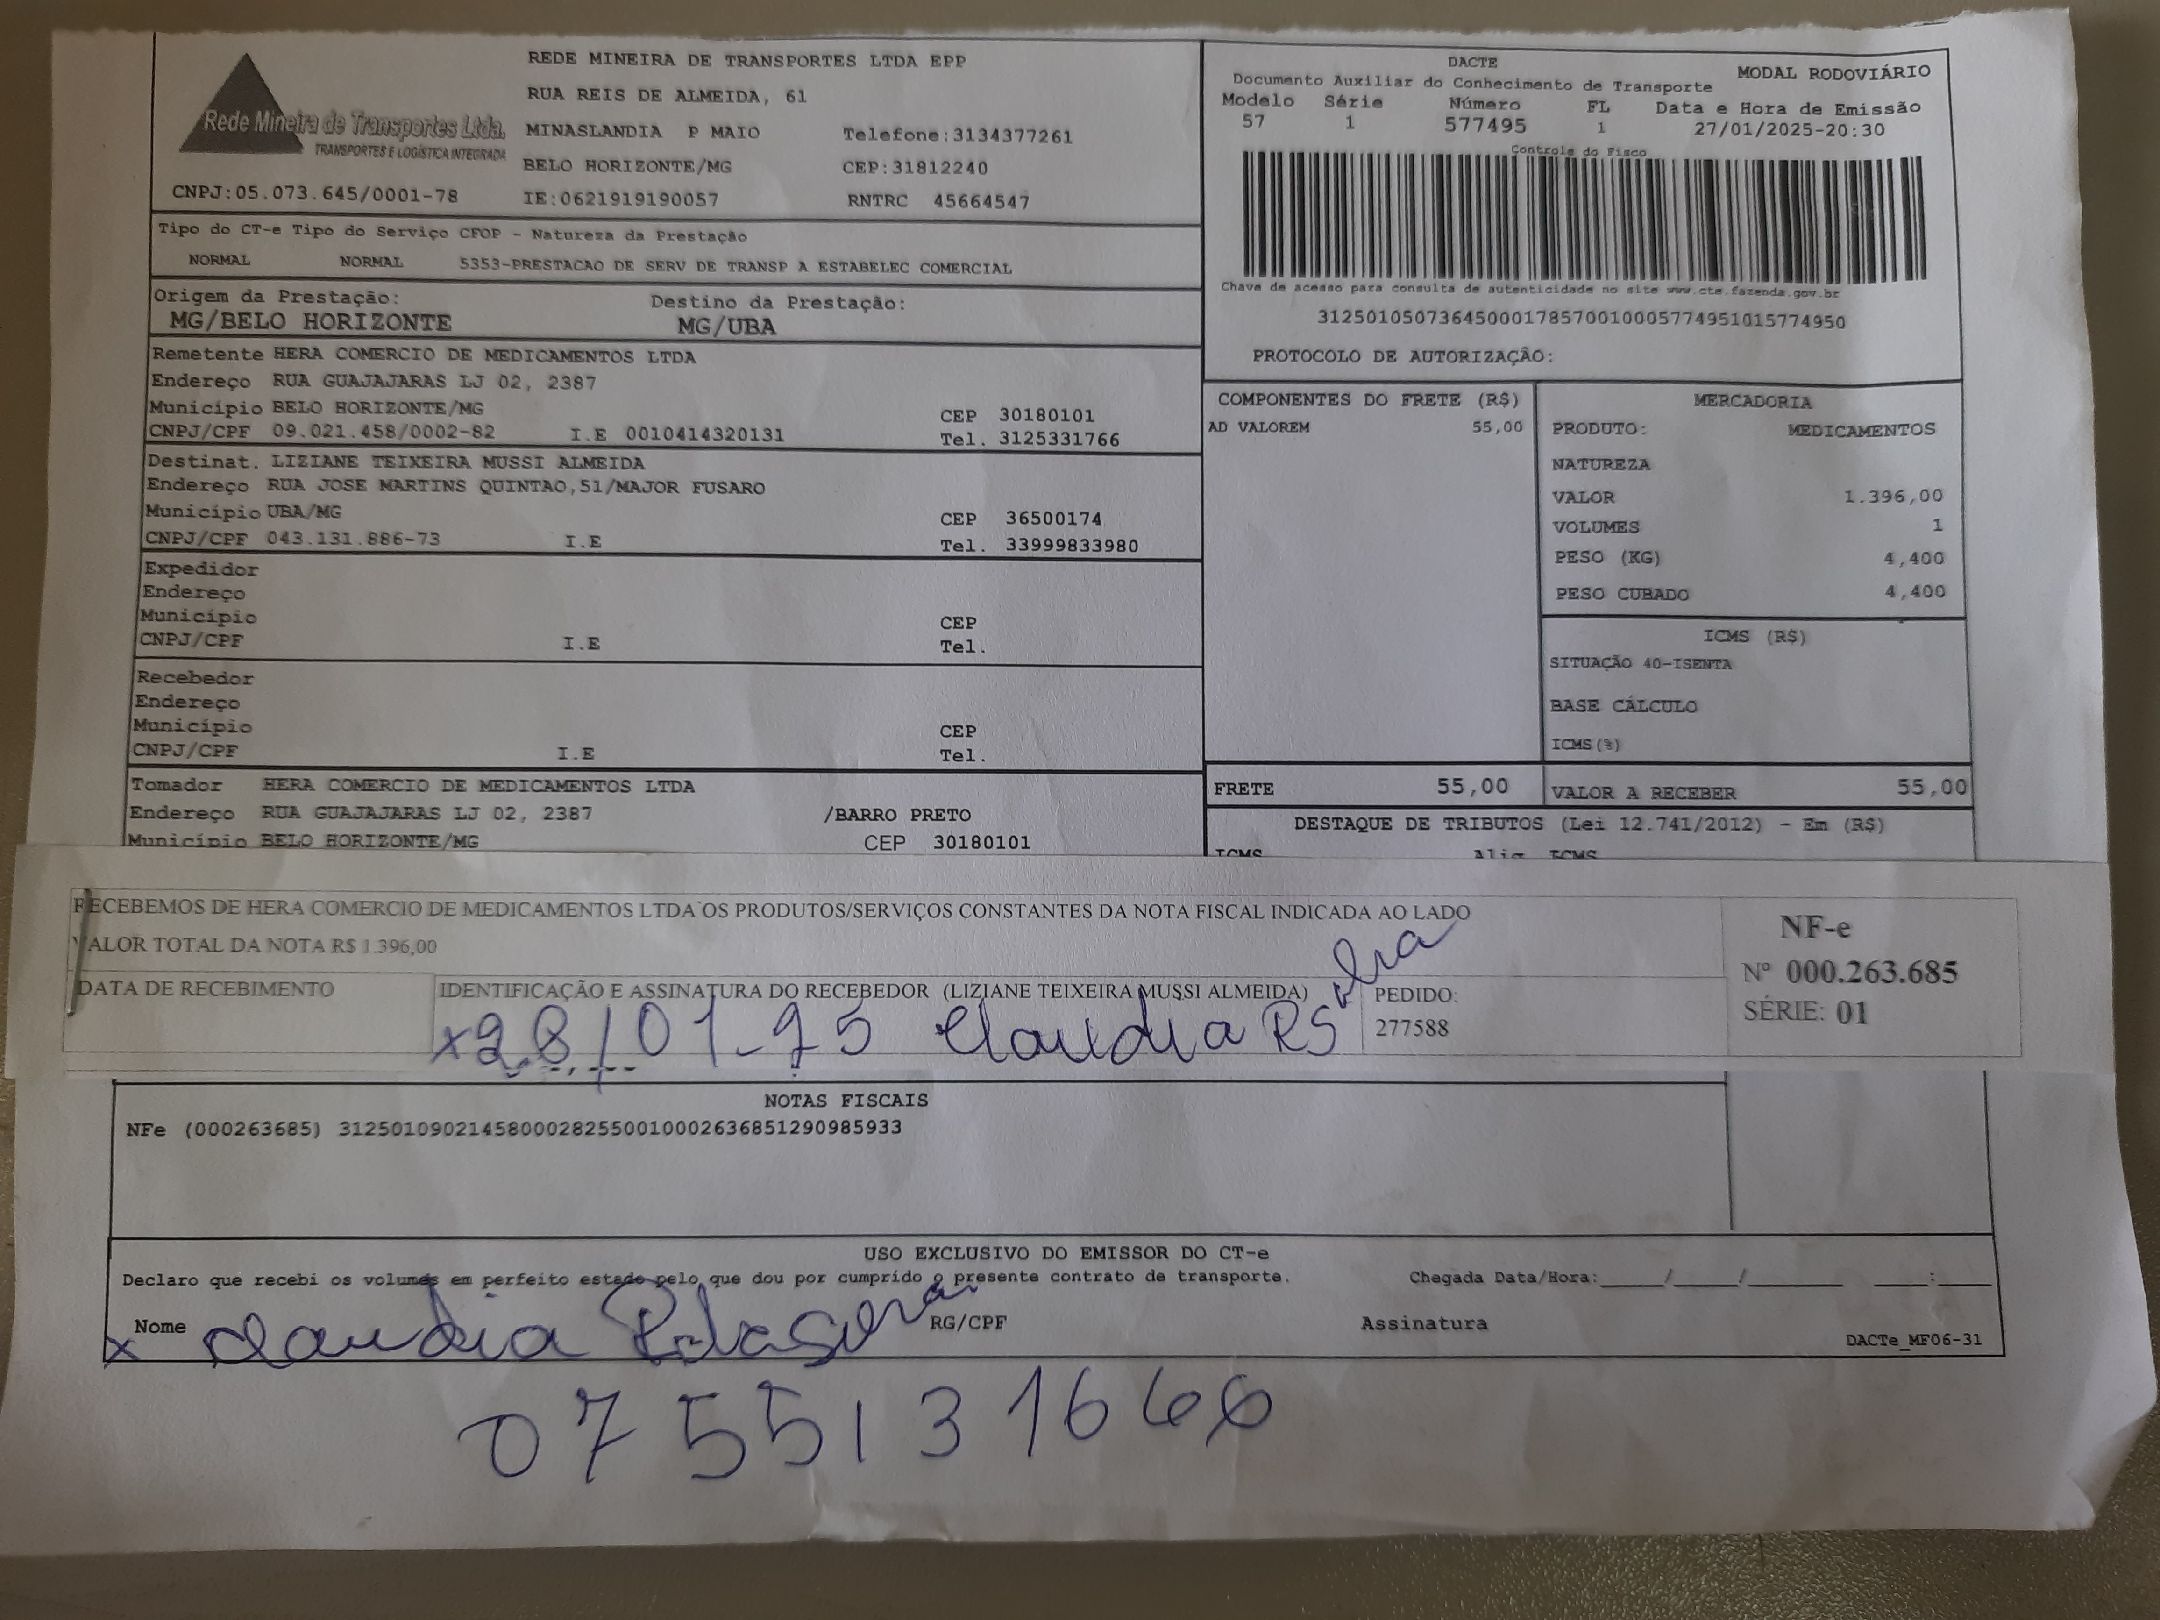 Rede Mineira de Transportes Ltda.
TRANSPORTES E LOGÍSTICA INTEGRADA
REDE MINEIRA DE TRANSPORTES LTDA EPP
RUA REIS DE ALMEIDA, 61
MINASLANDIA P MAIO Telefone:3134377261
BELO HORIZONTE/MG CEP:31812240
CNPJ:05.073.645/0001-78 IE:0621919190057 RNTRC 45664547
DACTE
Documento Auxiliar do Conhecimento de Transporte
MODAL RODOVIÁRIO
Modelo Série Número FL Data e Hora de Emissão
57 1 577495 1 27/01/2025-20:30
Controle do Fisco
Chave de acesso para consulta de autenticidade no site www.cte.fazenda.gov.br
31250105073645000178570010005774951015774950
PROTOCOLO DE AUTORIZAÇÃO:
Tipo do CT-e Tipo do Serviço CFOP - Natureza da Prestação
NORMAL NORMAL 5353-PRESTACAO DE SERV DE TRANSP A ESTABELEC COMERCIAL
Origem da Prestação: Destino da Prestação:
MG/BELO HORIZONTE MG/UBA
Remetente HERA COMERCIO DE MEDICAMENTOS LTDA
Endereço RUA GUAJAJARAS LJ 02, 2387
Município BELO HORIZONTE/MG CEP 30180101
CNPJ/CPF 09.021.458/0002-82 I.E 0010414320131 Tel. 3125331766
Destinat. LIZIANE TEIXEIRA MUSSI ALMEIDA
Endereço RUA JOSE MARTINS QUINTAO,51/MAJOR FUSARO
Município UBA/MG CEP 36500174
CNPJ/CPF 043.131.886-73 I.E Tel. 33999833980
Expedidor
Endereço
Município CEP
CNPJ/CPF I.E Tel.
Recebedor
Endereço
Município CEP
CNPJ/CPF I.E Tel.
Tomador HERA COMERCIO DE MEDICAMENTOS LTDA
Endereço RUA GUAJAJARAS LJ 02, 2387 /BARRO PRETO
Município BELO HORIZONTE/MG CEP 30180101
COMPONENTES DO FRETE (R$)
AD VALOREM 55,00
MERCADORIA
PRODUTO: MEDICAMENTOS
NATUREZA
VALOR 1.396,00
VOLUMES 1
PESO (KG) 4,400
PESO CUBADO 4,400
ICMS (R$)
SITUAÇÃO 40-ISENTA
BASE CÁLCULO
ICMS(%)
FRETE 55,00 VALOR A RECEBER 55,00
DESTAQUE DE TRIBUTOS (Lei 12.741/2012) - Em (R$)
ICMS Aliq ICMS
RECEBEMOS DE HERA COMERCIO DE MEDICAMENTOS LTDA OS PRODUTOS/SERVIÇOS CONSTANTES DA NOTA FISCAL INDICADA AO LADO
VALOR TOTAL DA NOTA R$ 1.396,00
DATA DE RECEBIMENTO IDENTIFICAÇÃO E ASSINATURA DO RECEBEDOR (LIZIANE TEIXEIRA MUSSI ALMEIDA)
x28/01-25 Claudia RS
PEDIDO:
277588
NF-e
Nº 000.263.685
SÉRIE: 01
NOTAS FISCAIS
NFe (000263685) 31250109021458000282550010002636851290985933
USO EXCLUSIVO DO EMISSOR DO CT-e
Declaro que recebi os volumes em perfeito estado pelo que dou por cumprido o presente contrato de transporte. Chegada Data/Hora:_____/_____/_______ ____:____
x Nome Claudia RG/CPF Assinatura
DACTe_MF06-31
0755131666